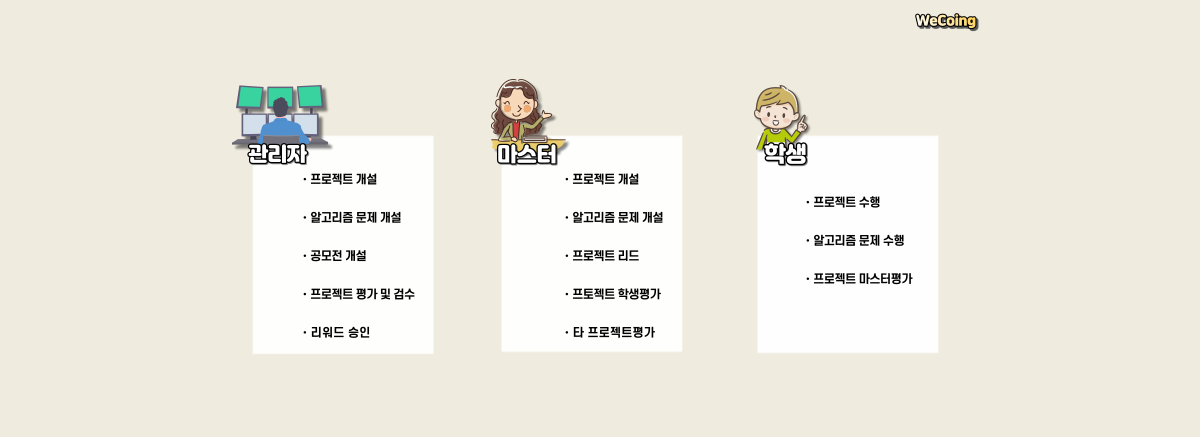 WeCoing
관리자
· 프로젝트 개설
· 알고리즘 문제 개설
· 공모전 개설
· 프로젝트 평가 및 검수
· 리워드 승인
마스터
· 프로젝트 개설
· 알고리즘 문제 개설
· 프로젝트 리드
· 프토젝트 학생평가
· 타 프로젝트평가
학생
· 프로젝트 수행
· 알고리즘 문제 수행
· 프로젝트 마스터평가